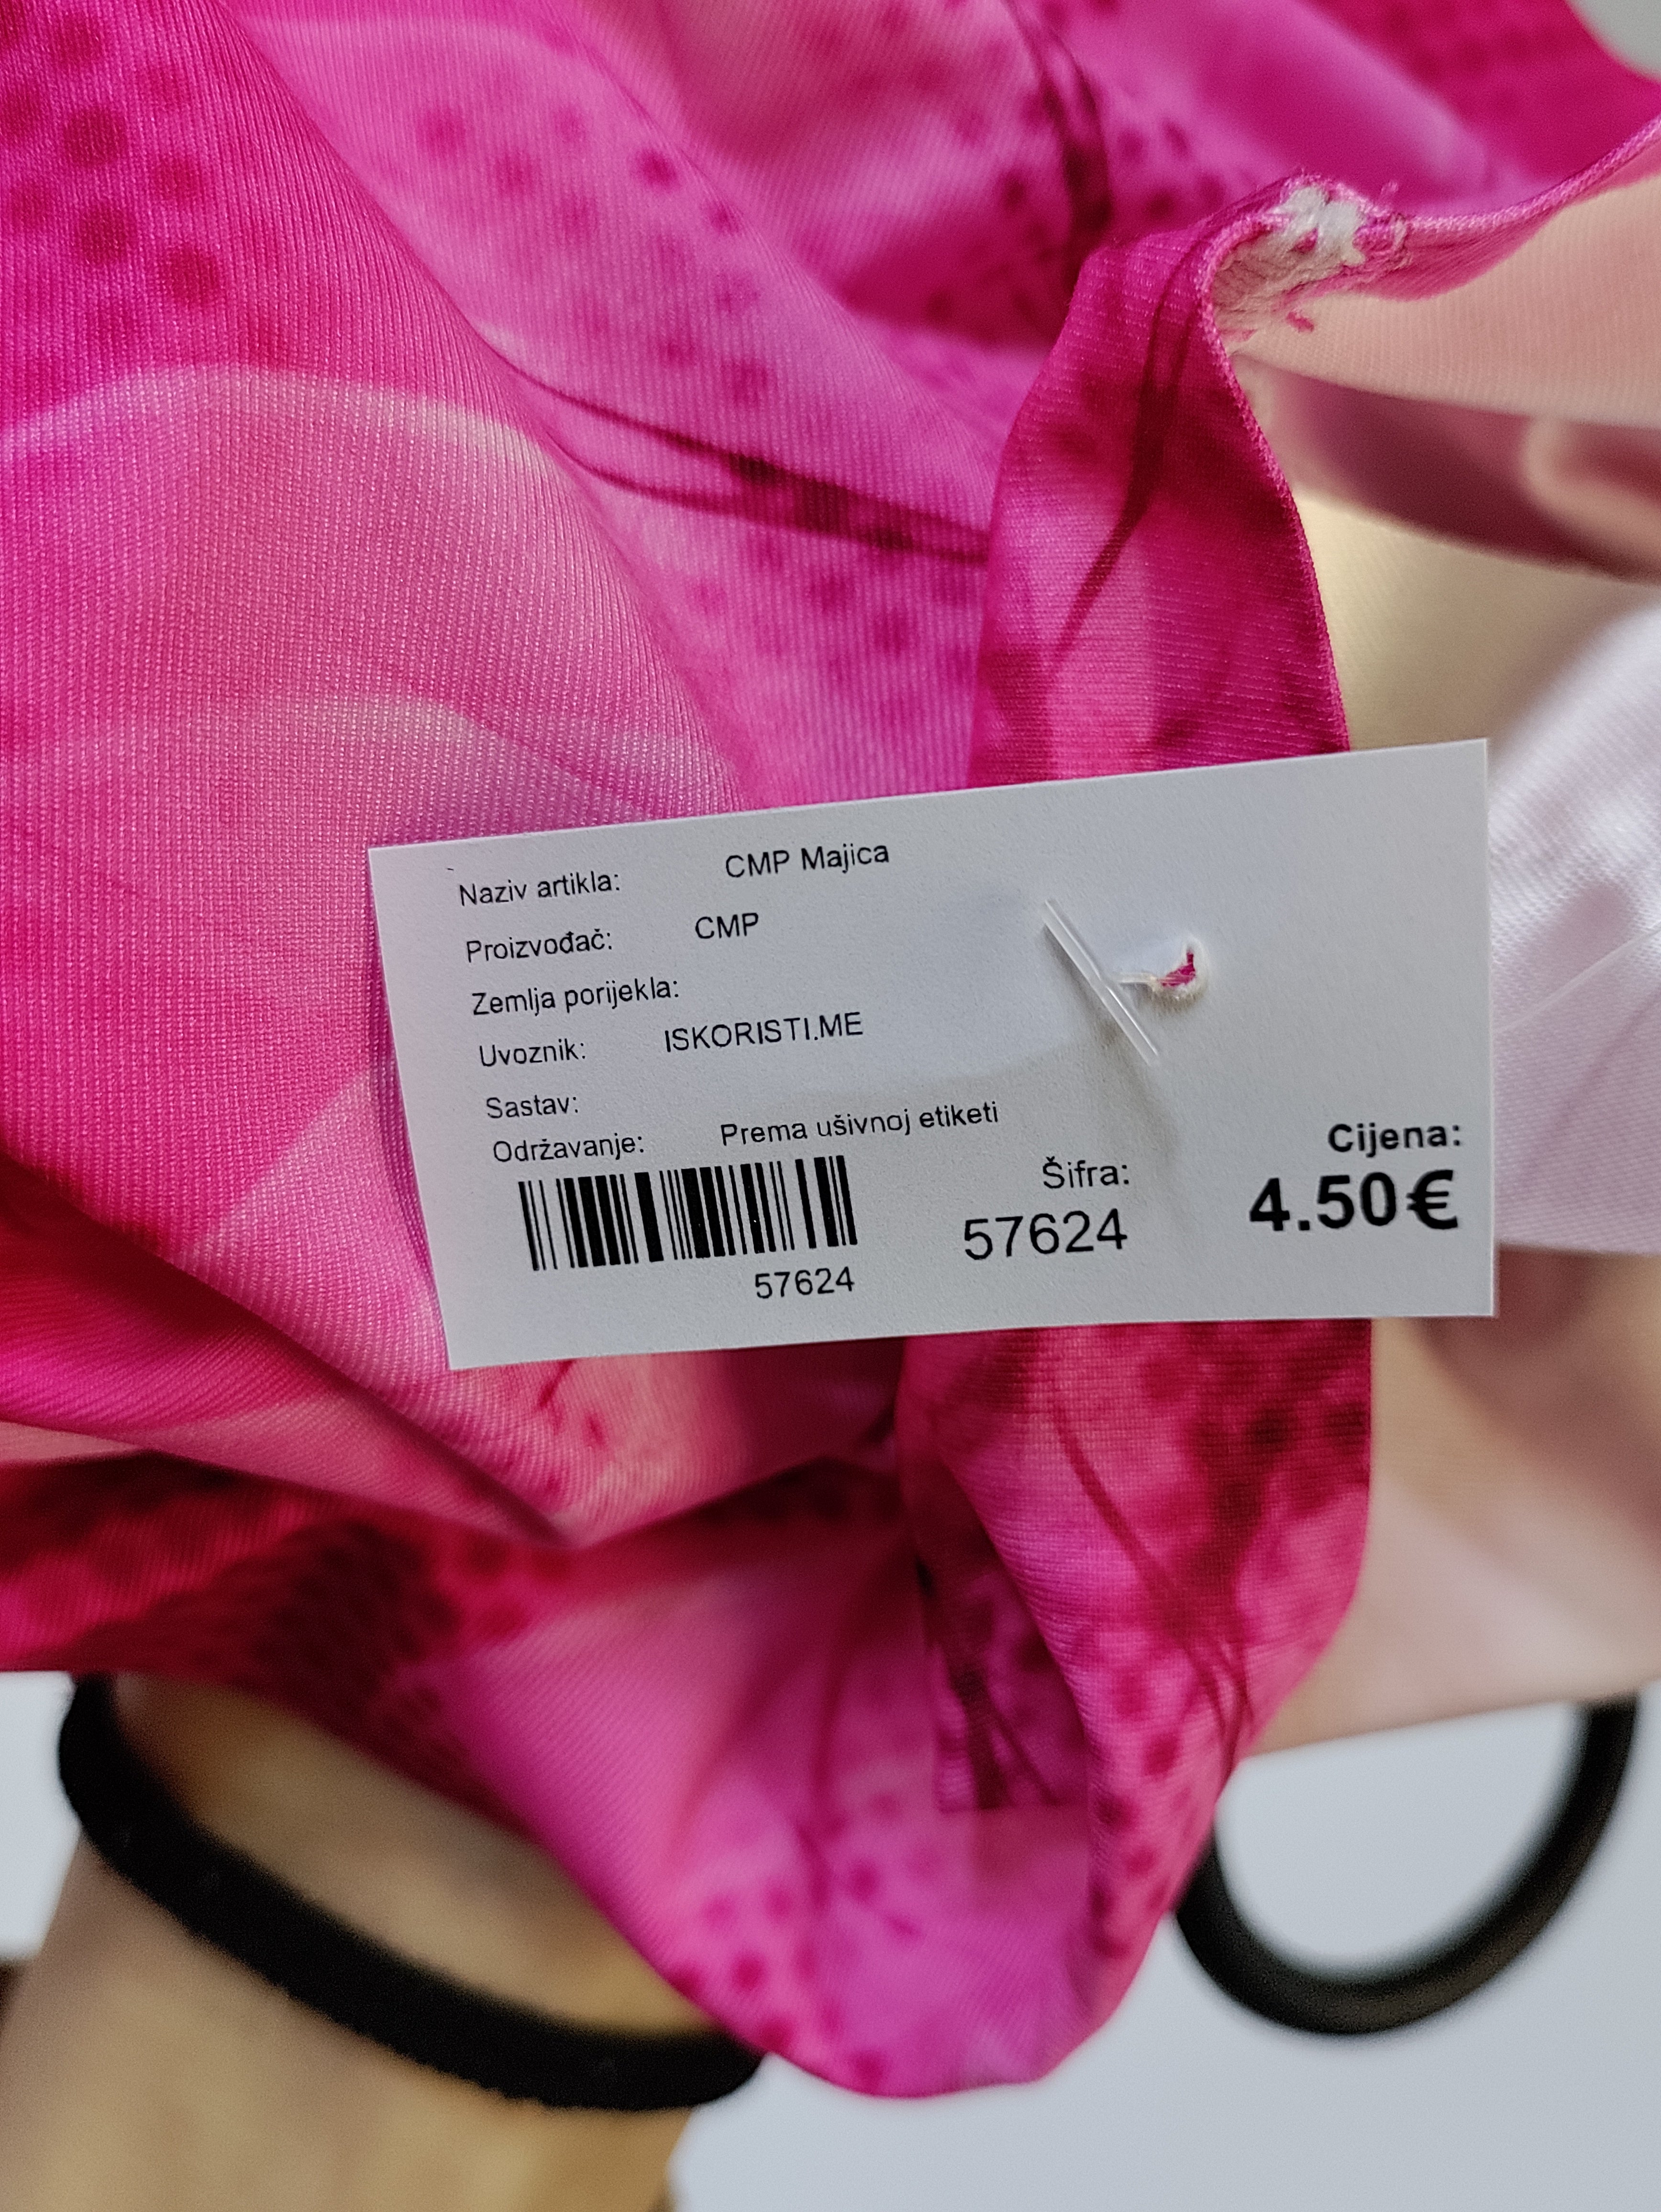 Naziv artikla: CMP Majica
Proizvođač: CMP
Zemlja porijekla:
Uvoznik: ISKORISTI.ME
Sastav:
Održavanje: Prema ušivnoj etiketi
57624
Šifra:
57624
Cijena:
4.50€